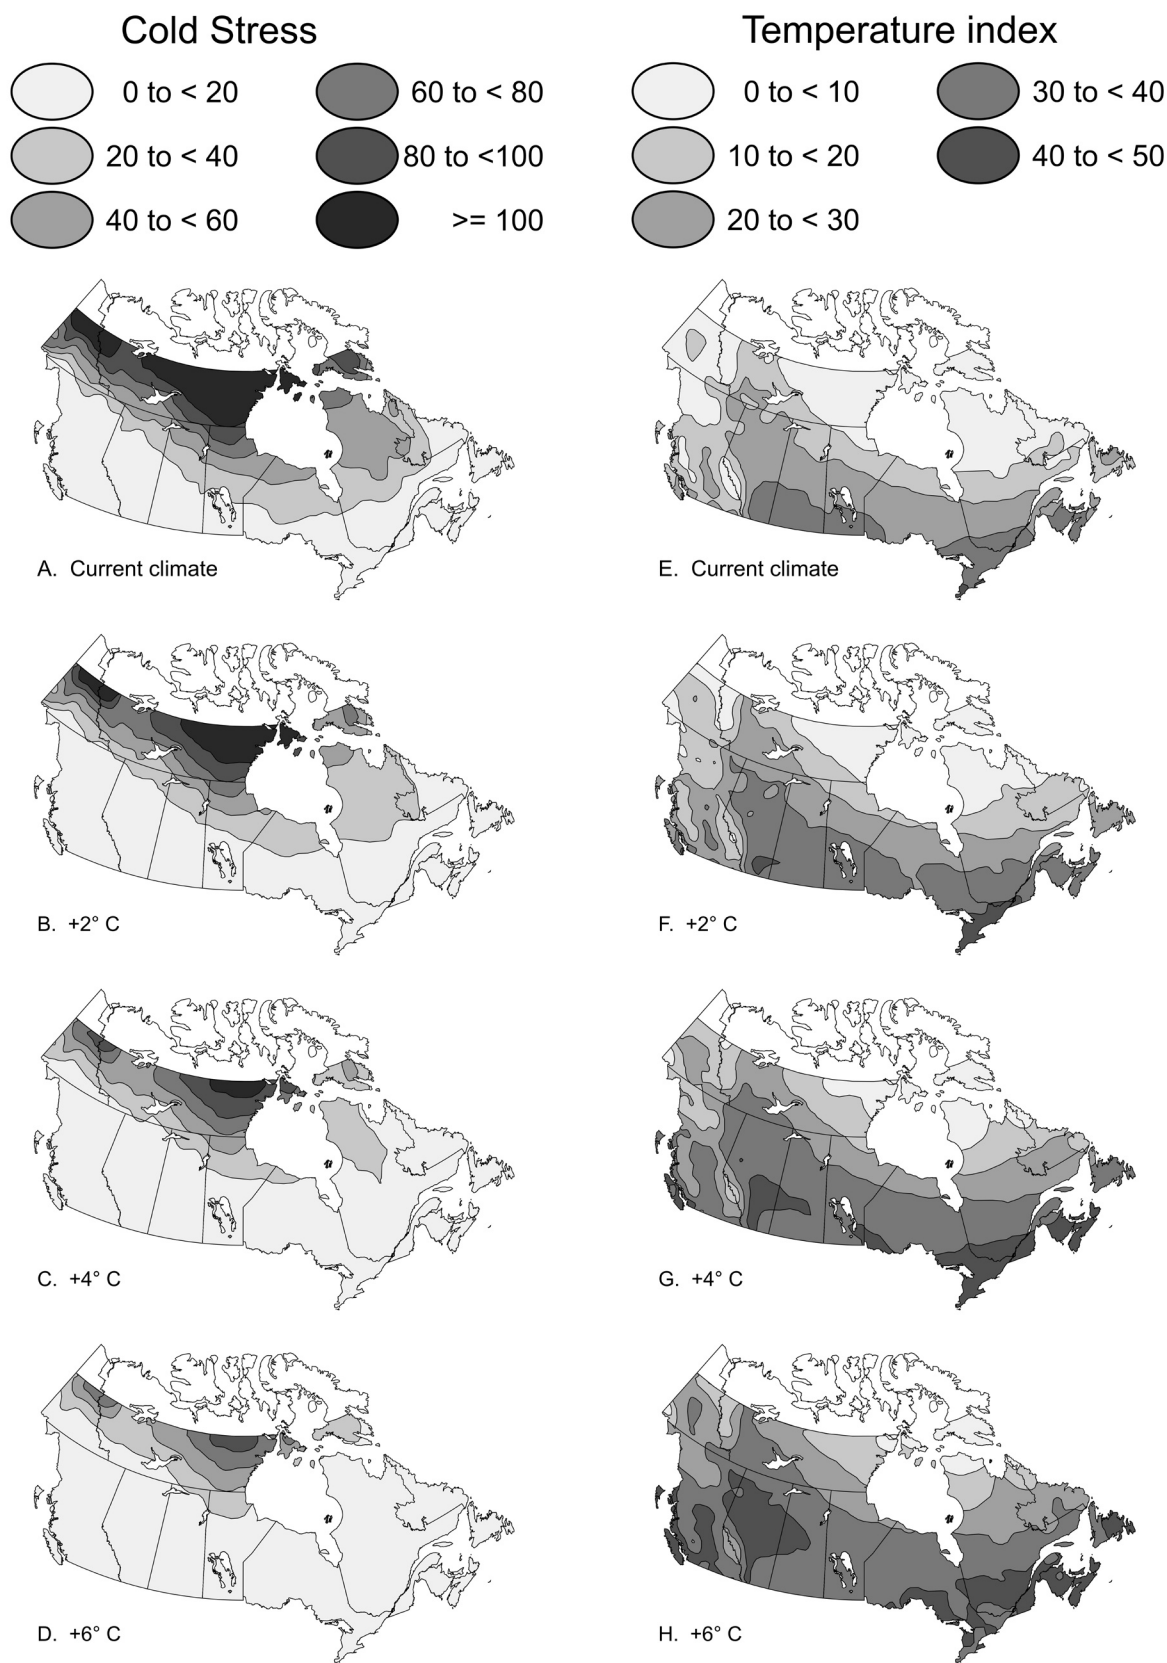 Cold Stress
0 to < 20
60 to < 80
20 to < 40
80 to <100
40 to < 60
>= 100
Temperature index
0 to < 10
30 to < 40
10 to < 20
40 to < 50
20 to < 30
A. Current climate
E. Current climate
B. +2° C
F. +2° C
C. +4° C
G. +4° C
D. +6° C
H. +6° C